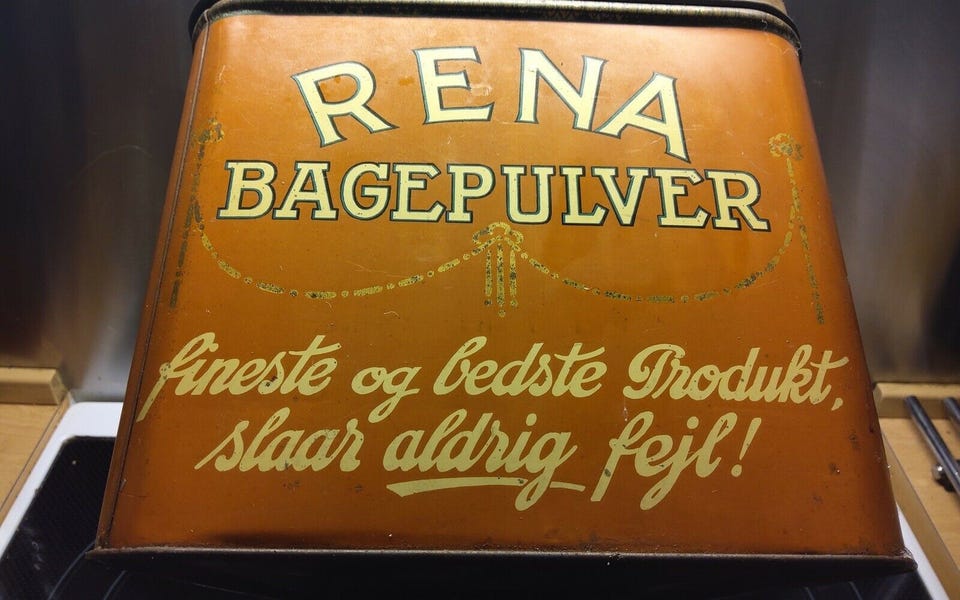 RENA
BAGEPULVER
fineste og bedste Produkt,
slaar aldrig fejl!